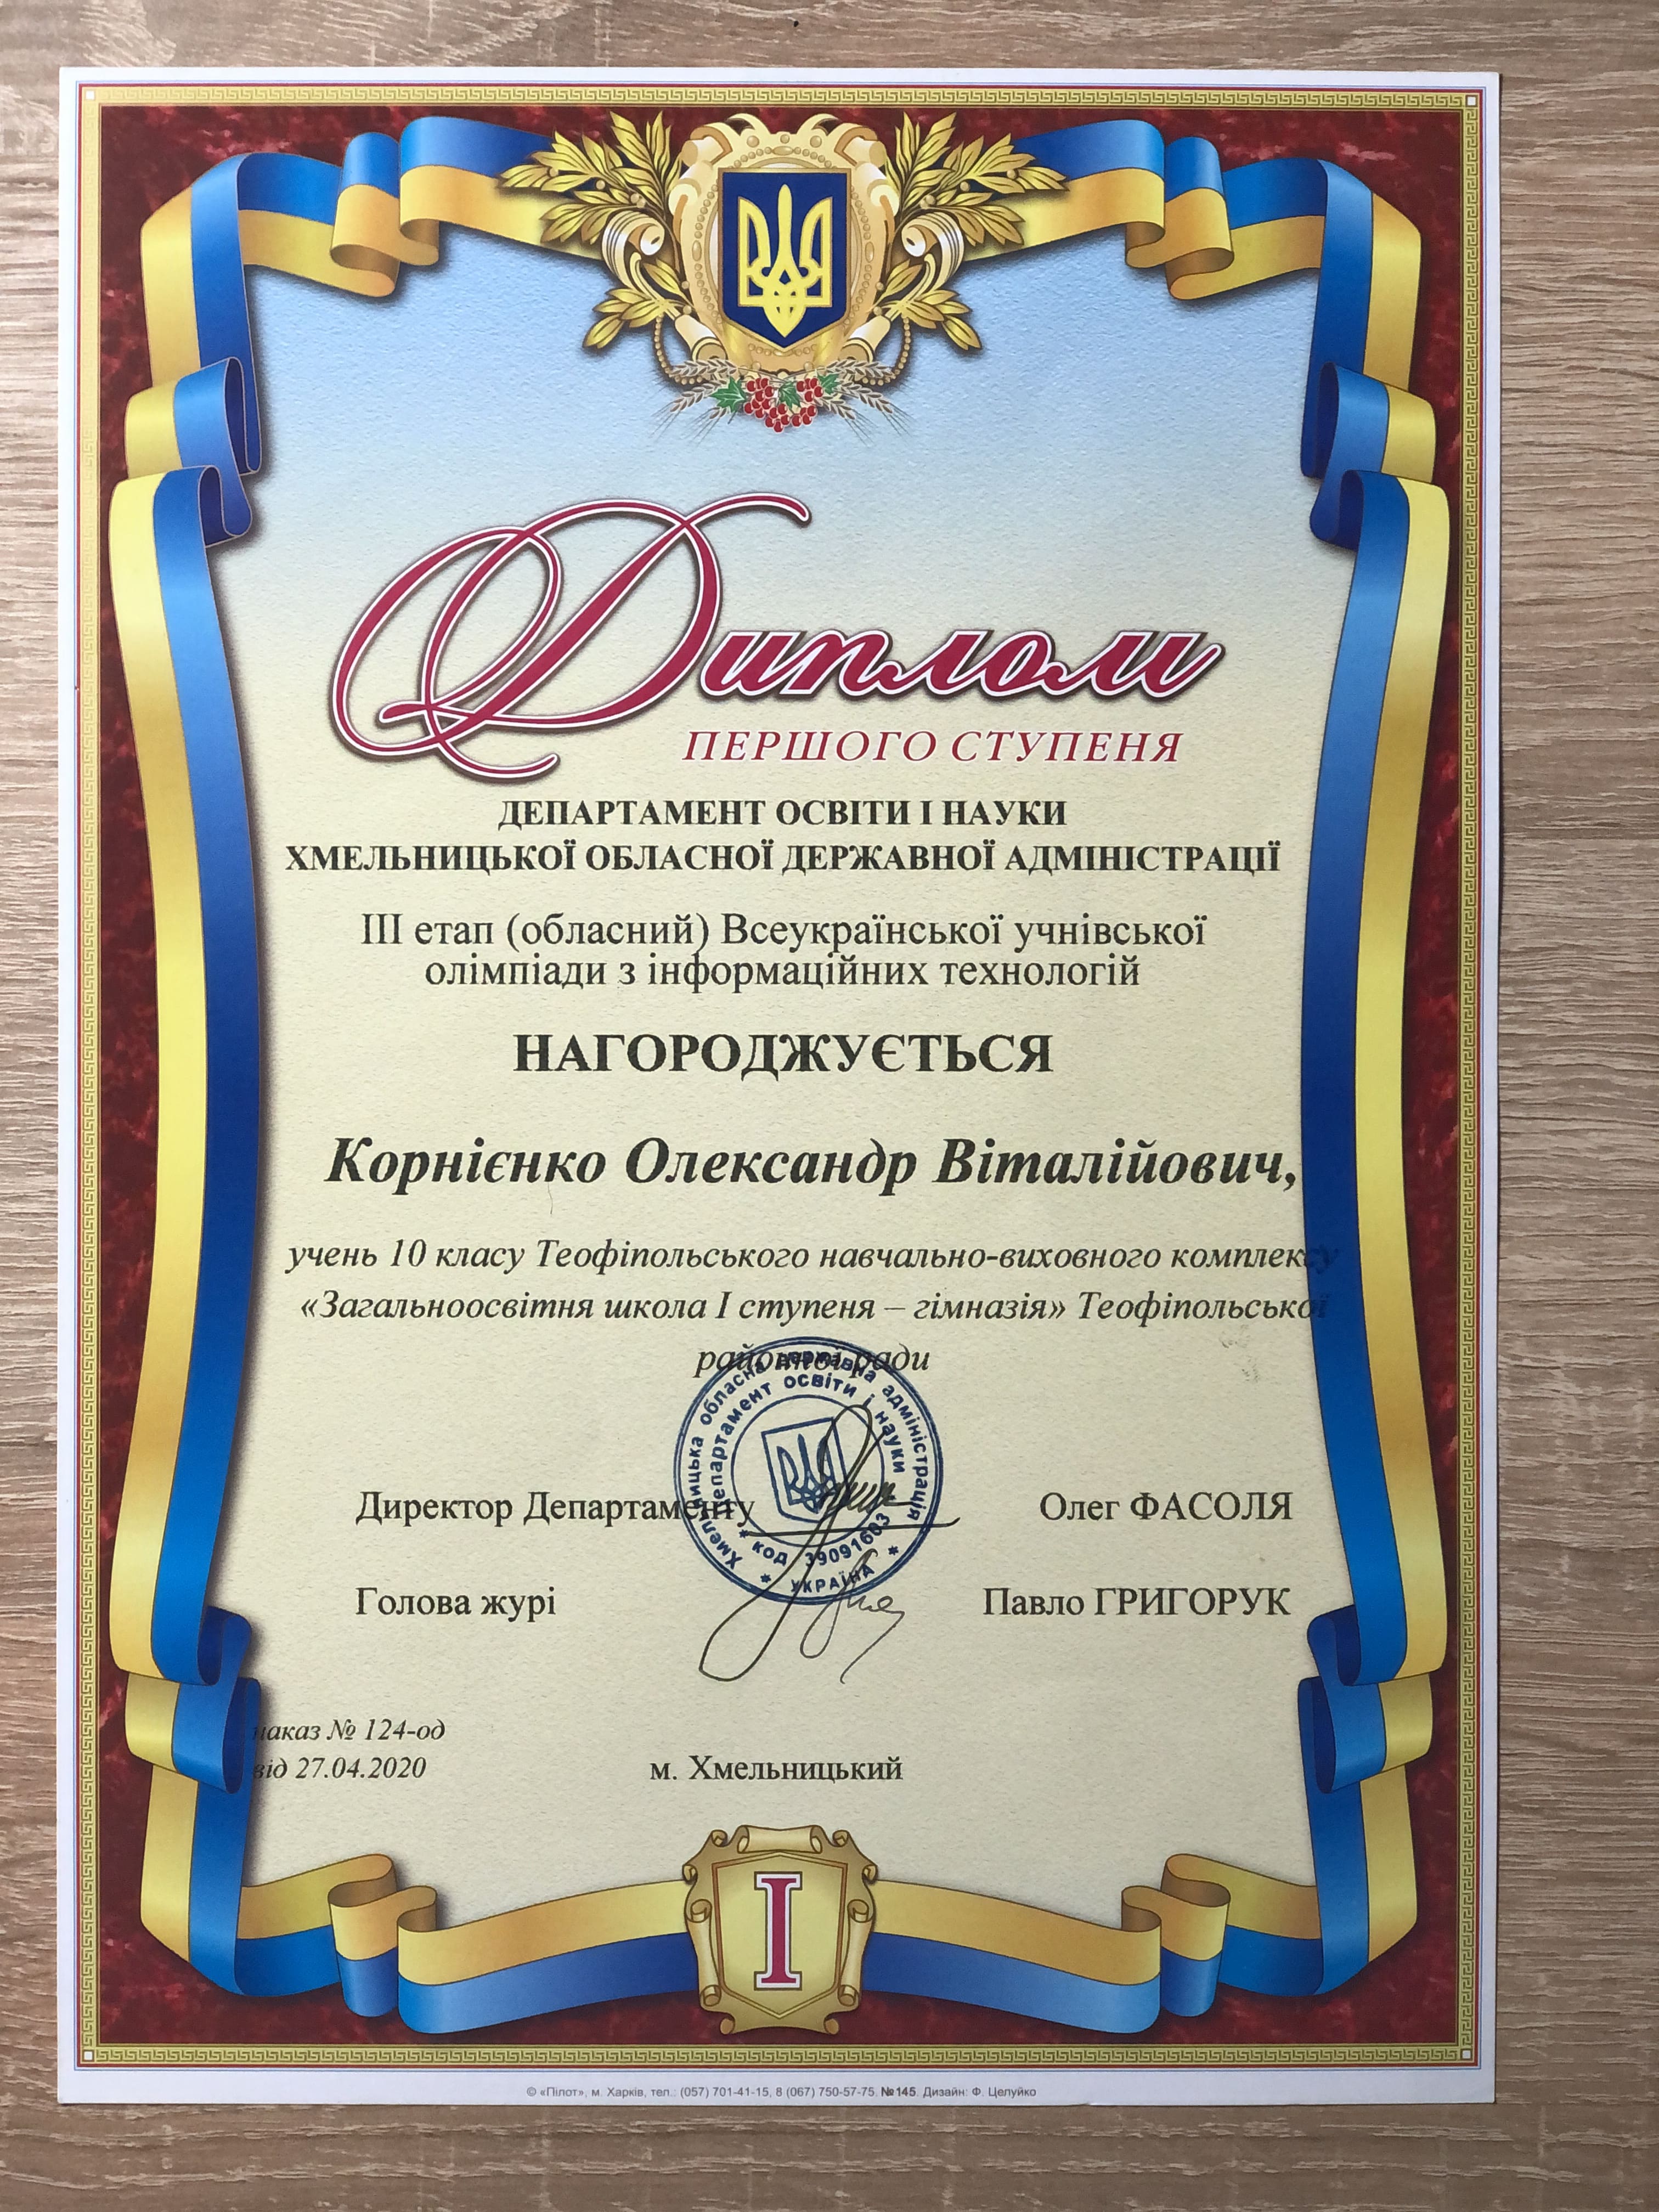 Диплом
ПЕРШОГО СТУПЕНЯ
ДЕПАРТАМЕНТ ОСВІТИ І НАУКИ
ХМЕЛЬНИЦЬКОЇ ОБЛАСНОЇ ДЕРЖАВНОЇ АДМІНІСТРАЦІЇ
ІІІ етап (обласний) Всеукраїнської учнівської
олімпіади з інформаційних технологій
НАГОРОДЖУЄТЬСЯ
Корнієнко Олександр Віталійович,
учень 10 класу Теофіпольського навчально-виховного комплексу
«Загальноосвітня школа І ступеня – гімназія» Теофіпольської
районної ради
Хмельницька обласна державна адміністрація
Департамент освіти і науки
* код 39091603 *
* УКРАЇНА *
Директор Департаменту Олег ФАСОЛЯ
Голова журі Павло ГРИГОРУК
наказ № 124-од
від 27.04.2020
м. Хмельницький
I
© «Пілот», м. Харків, тел.: (057) 701-41-15, 8 (067) 750-57-75. №145. Дизайн: Ф. Целуйко